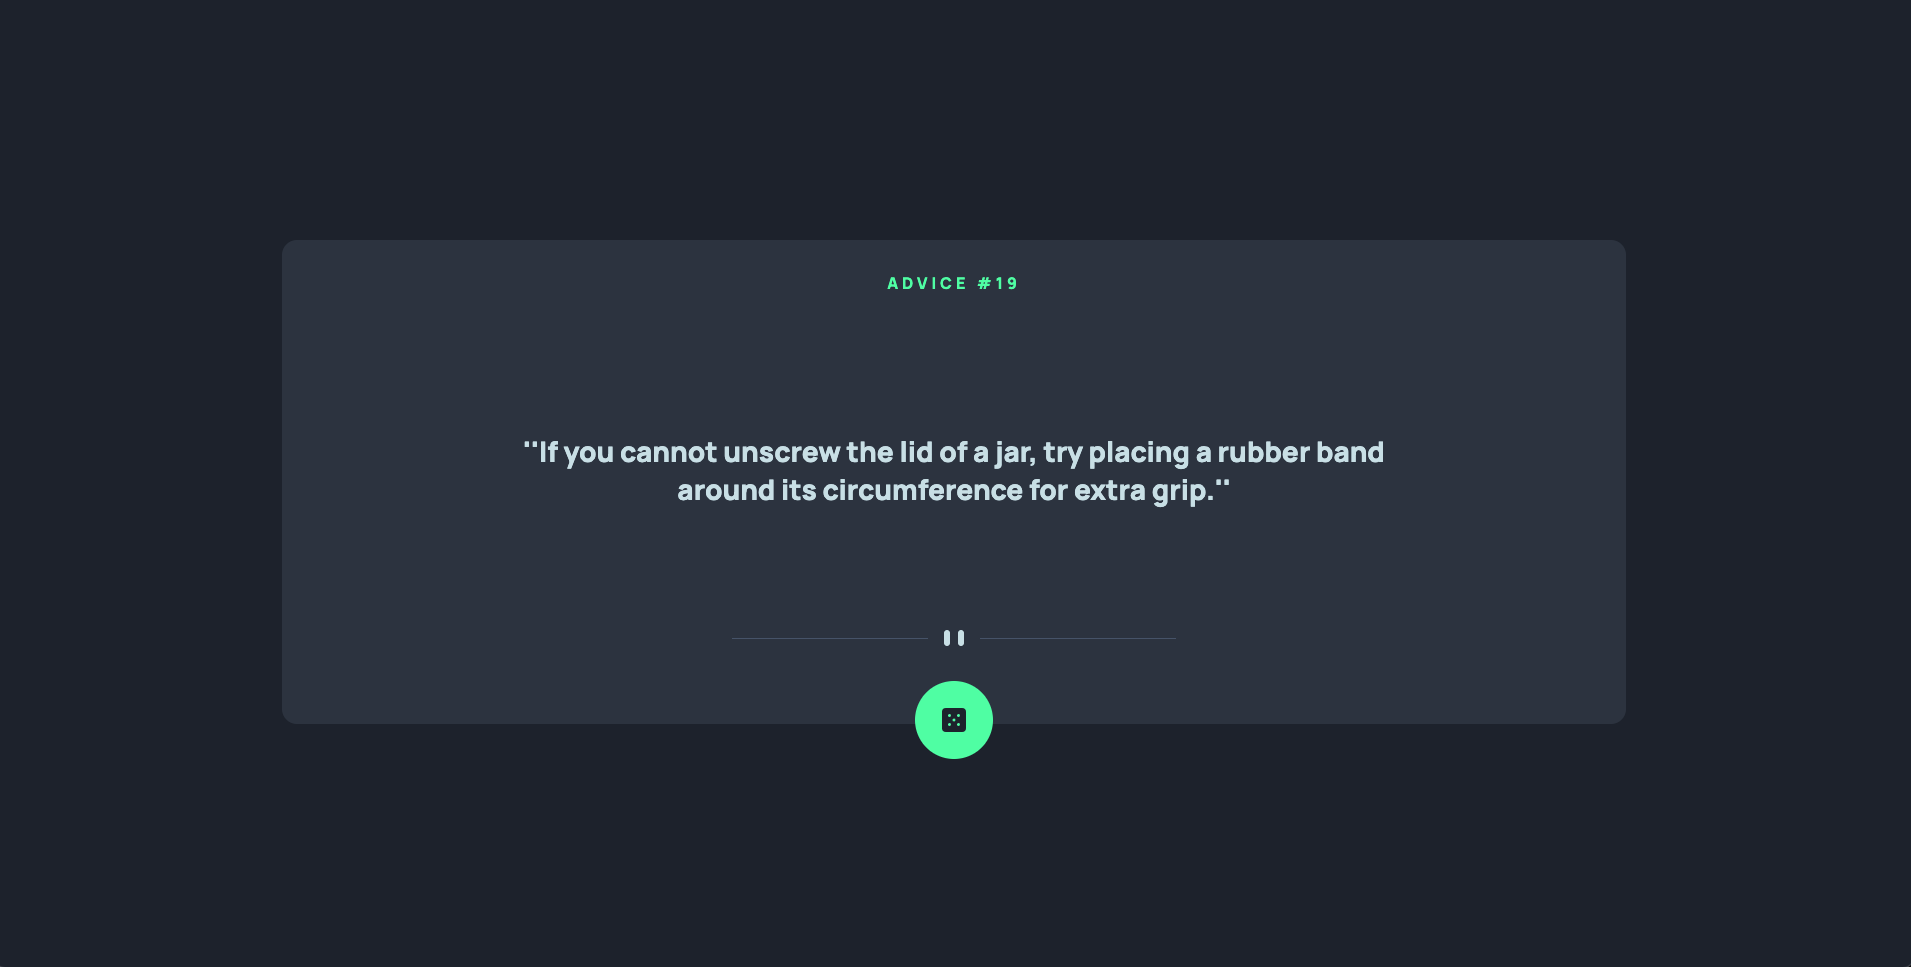 ADVICE #19
"If you cannot unscrew the lid of a jar, try placing a rubber band
around its circumference for extra grip."